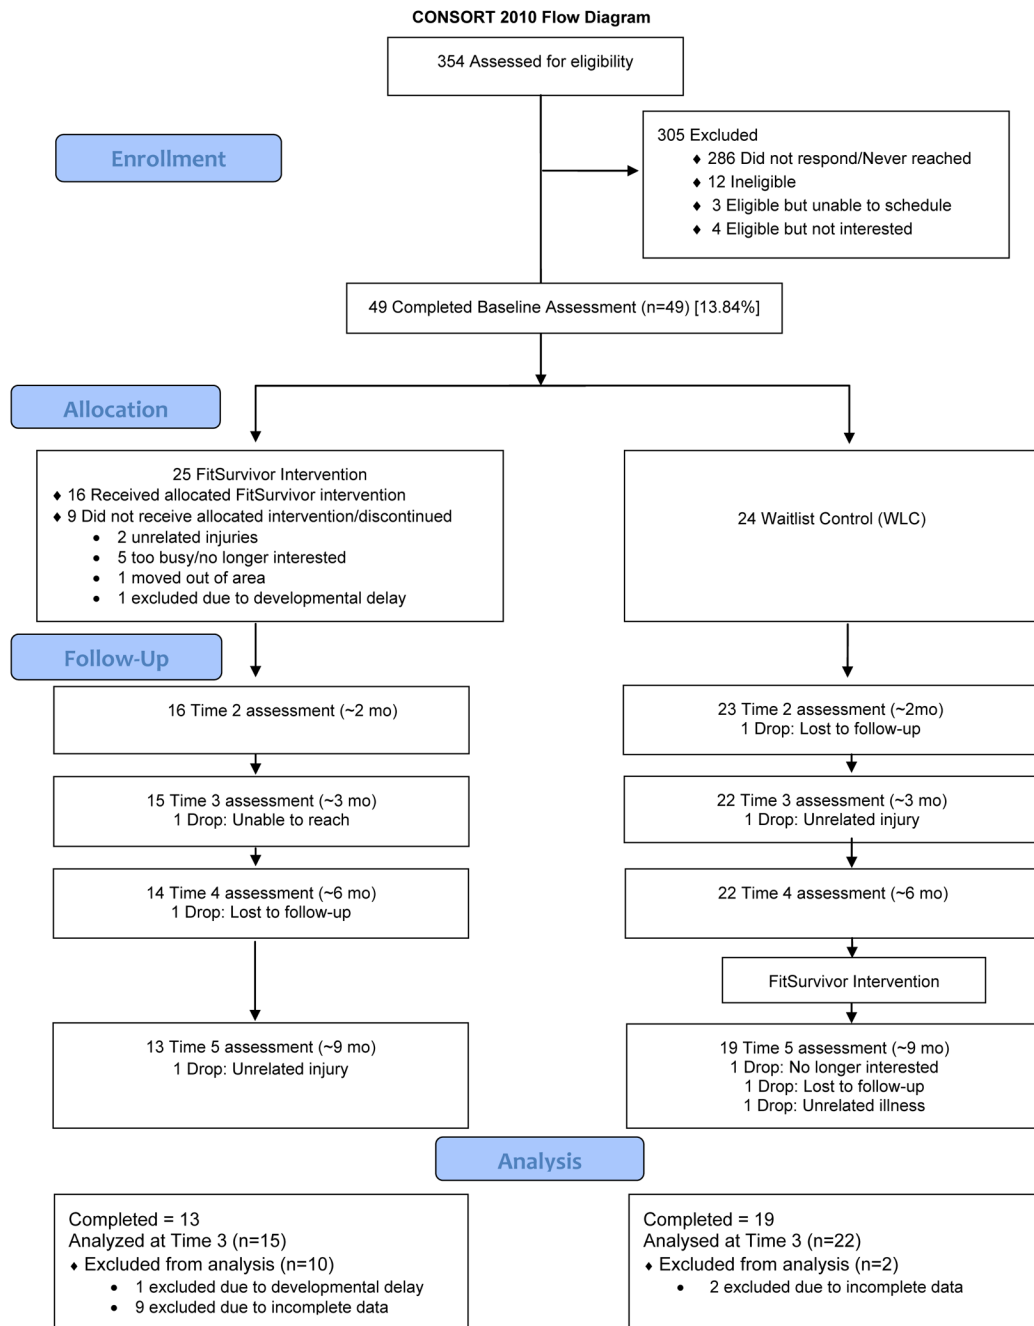 CONSORT 2010 Flow Diagram
354 Assessed for eligibility
Enrollment
305 Excluded
♦ 286 Did not respond/Never reached
♦ 12 Ineligible
♦ 3 Eligible but unable to schedule
♦ 4 Eligible but not interested
49 Completed Baseline Assessment (n=49) [13.84%]
Allocation
25 FitSurvivor Intervention
♦ 16 Received allocated FitSurvivor intervention
♦ 9 Did not receive allocated intervention/discontinued
• 2 unrelated injuries
• 5 too busy/no longer interested
• 1 moved out of area
• 1 excluded due to developmental delay
24 Waitlist Control (WLC)
Follow-Up
16 Time 2 assessment (~2 mo)
23 Time 2 assessment (~2mo)
1 Drop: Lost to follow-up
15 Time 3 assessment (~3 mo)
1 Drop: Unable to reach
22 Time 3 assessment (~3 mo)
1 Drop: Unrelated injury
14 Time 4 assessment (~6 mo)
1 Drop: Lost to follow-up
22 Time 4 assessment (~6 mo)
FitSurvivor Intervention
13 Time 5 assessment (~9 mo)
1 Drop: Unrelated injury
19 Time 5 assessment (~9 mo)
1 Drop: No longer interested
1 Drop: Lost to follow-up
1 Drop: Unrelated illness
Analysis
Completed = 13
Analyzed at Time 3 (n=15)
♦ Excluded from analysis (n=10)
• 1 excluded due to developmental delay
• 9 excluded due to incomplete data
Completed = 19
Analysed at Time 3 (n=22)
♦ Excluded from analysis (n=2)
• 2 excluded due to incomplete data